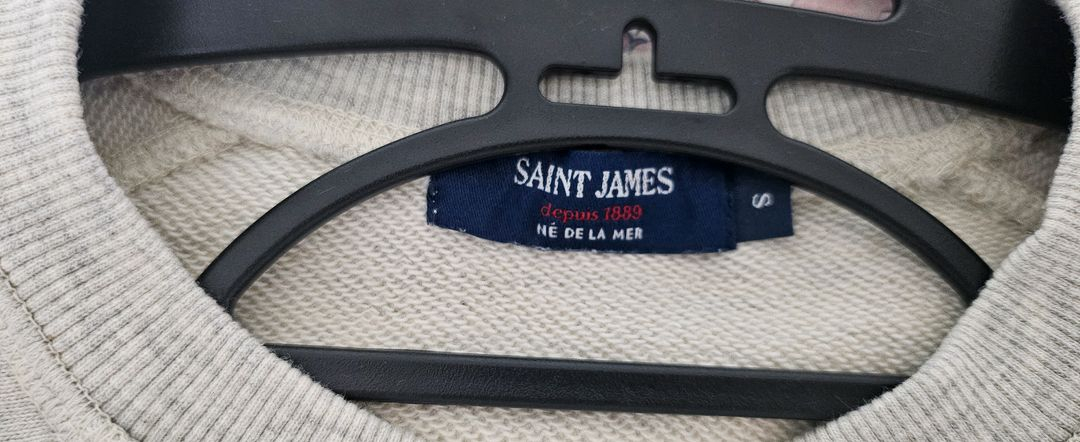 SAINT JAMES
depuis 1889
NÉ DE LA MER
S